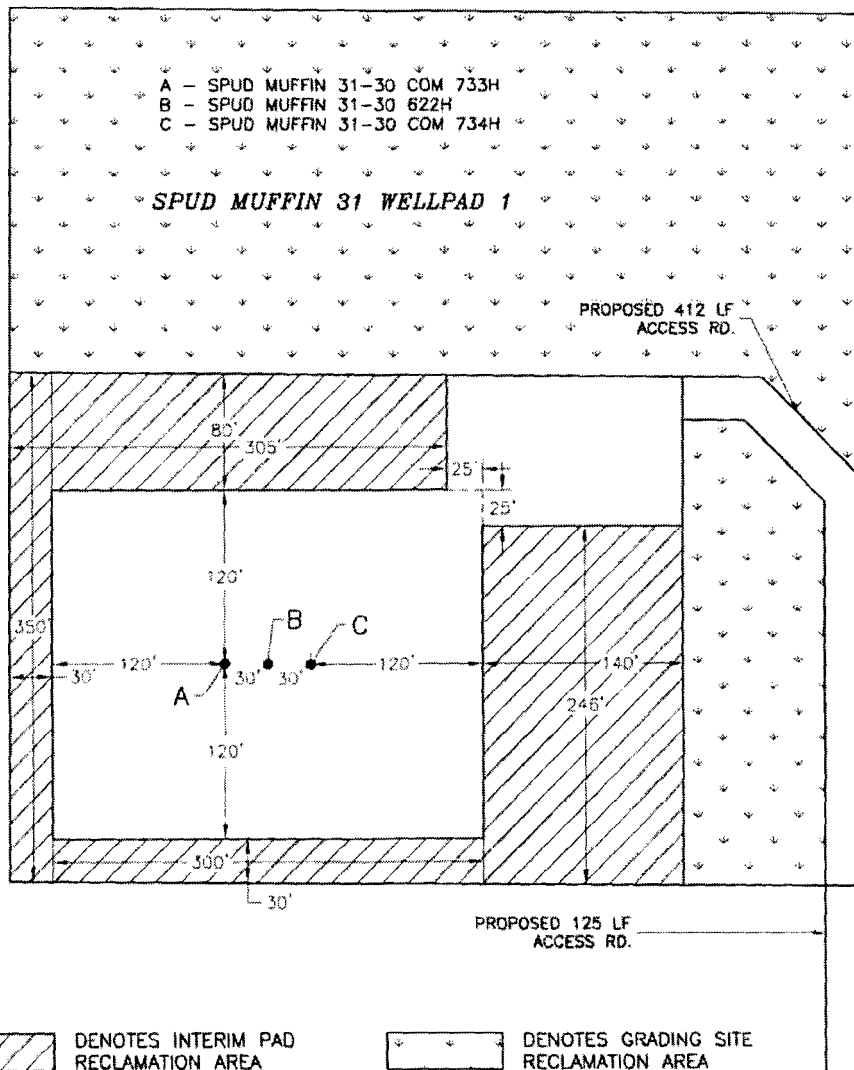 A – SPUD MUFFIN 31–30 COM 733H
B – SPUD MUFFIN 31–30 622H
C – SPUD MUFFIN 31–30 COM 734H
SPUD MUFFIN 31 WELLPAD 1
PROPOSED 412 LF
ACCESS RD.
80'
305'
25'
25'
120'
350'
B
C
120'
30'
30'
120'
140'
30'
A
246'
120'
300'
30'
PROPOSED 125 LF
ACCESS RD.
DENOTES INTERIM PAD
RECLAMATION AREA
DENOTES GRADING SITE
RECLAMATION AREA